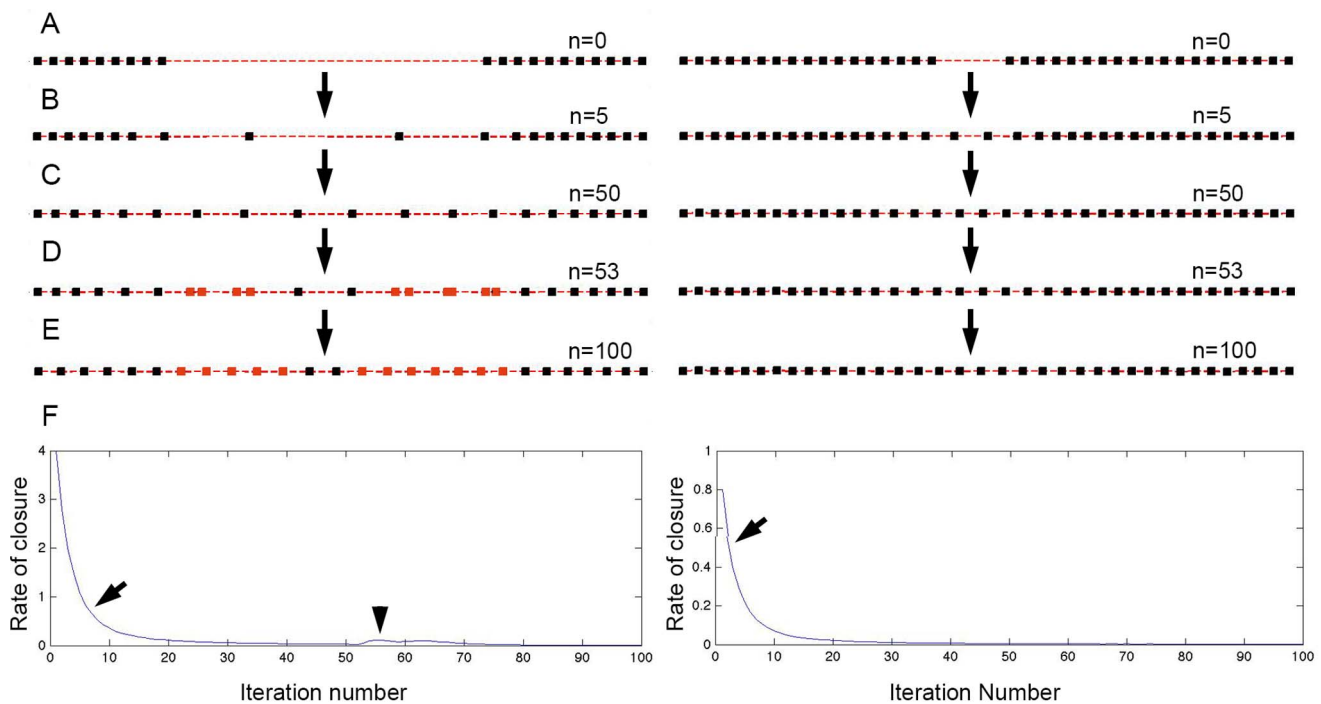 A
n=0 n=0
B
n=5 n=5
C
n=50 n=50
D
n=53 n=53
E
n=100 n=100
F
Rate of closure
4
3
2
1
0
0 10 20 30 40 50 60 70 80 90 100
Iteration number
Rate of closure
1
0.8
0.6
0.4
0.2
0
0 10 20 30 40 50 60 70 80 90 100
Iteration Number